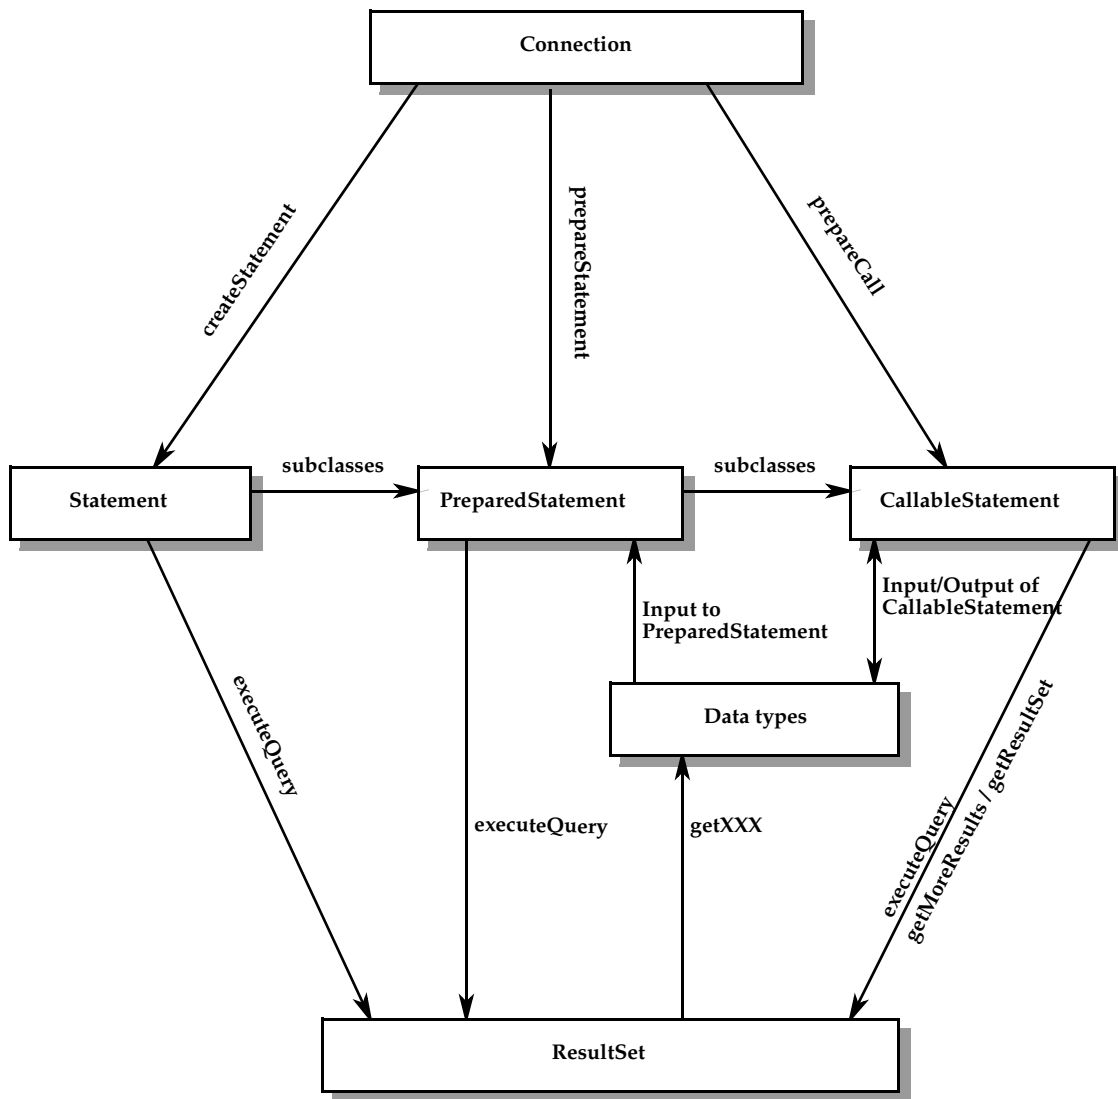 Connection
createStatement
prepareStatement
prepareCall
subclasses
subclasses
Statement
PreparedStatement
CallableStatement
Input to
PreparedStatement
Input/Output of
CallableStatement
Data types
executeQuery
executeQuery
getXXX
executeQuery
getMoreResults / getResultSet
ResultSet